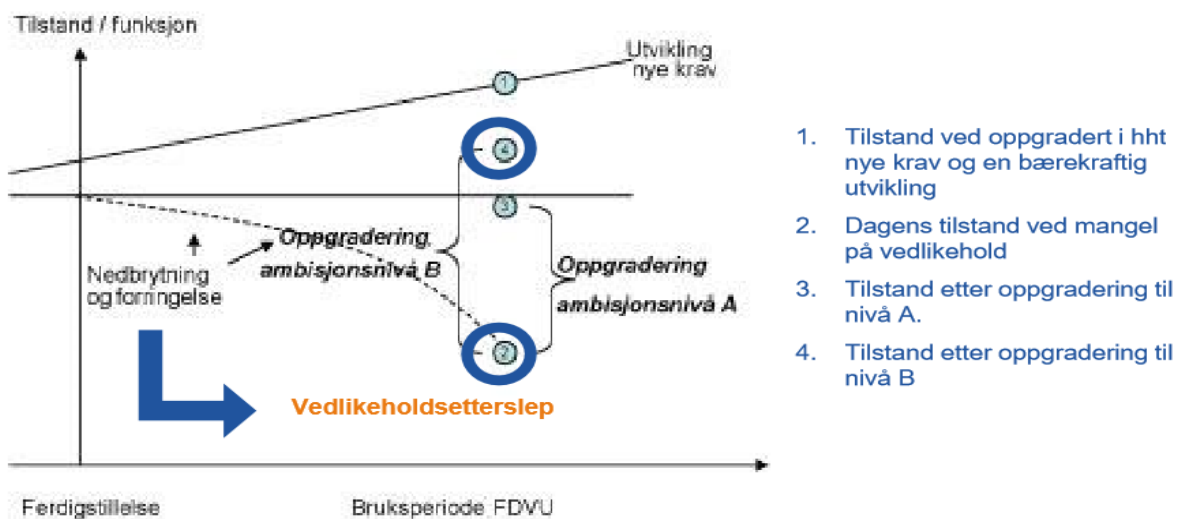 Tilstand / funksjon
Utvikling
nye krav
1
4
3
Oppgradering,
ambisjonsnivå B
Oppgradering
ambisjonsnivå A
Nedbrytning
og forringelse
2
Vedlikeholdsetterslep
Ferdigstillelse
Bruksperiode FDVU
1. Tilstand ved oppgradert i hht
nye krav og en bærekraftig
utvikling
2. Dagens tilstand ved mangel
på vedlikehold
3. Tilstand etter oppgradering til
nivå A.
4. Tilstand etter oppgradering til
nivå B